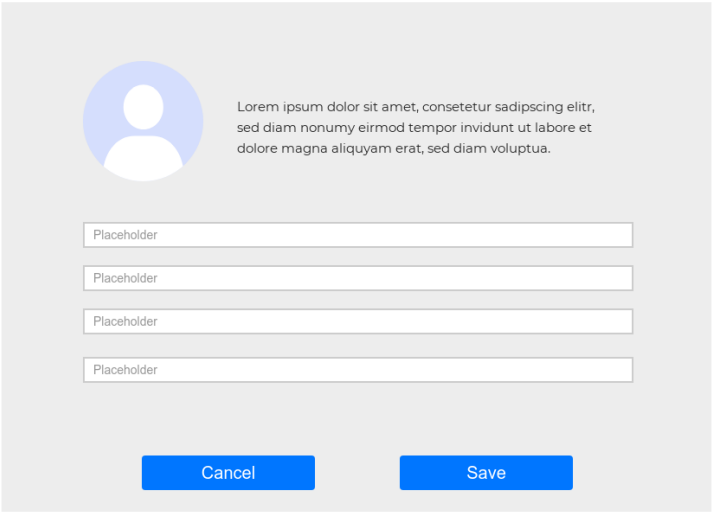 Lorem ipsum dolor sit amet, consetetur sadipscing elitr,
sed diam nonumy eirmod tempor invidunt ut labore et
dolore magna aliquyam erat, sed diam voluptua.
Placeholder
Placeholder
Placeholder
Placeholder
Cancel
Save